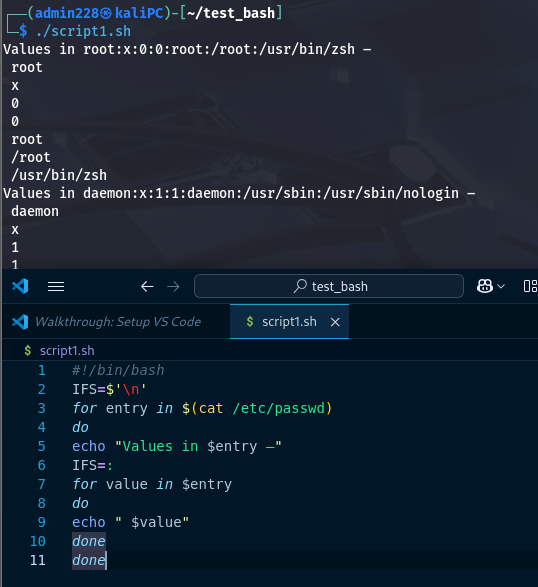 ┌──(admin228㉿kaliPC)-[~/test_bash]
└─$ ./script1.sh
Values in root:x:0:0:root:/root:/usr/bin/zsh –
 root
 x
 0
 0
 root
 /root
 /usr/bin/zsh
Values in daemon:x:1:1:daemon:/usr/sbin:/usr/sbin/nologin –
 daemon
 x
 1
 1
test_bash
Walkthrough: Setup VS Code
$ script1.sh
$ script1.sh
1 #!/bin/bash
2 IFS=$'\n'
3 for entry in $(cat /etc/passwd)
4 do
5 echo "Values in $entry –"
6 IFS=:
7 for value in $entry
8 do
9 echo " $value"
10 done
11 done